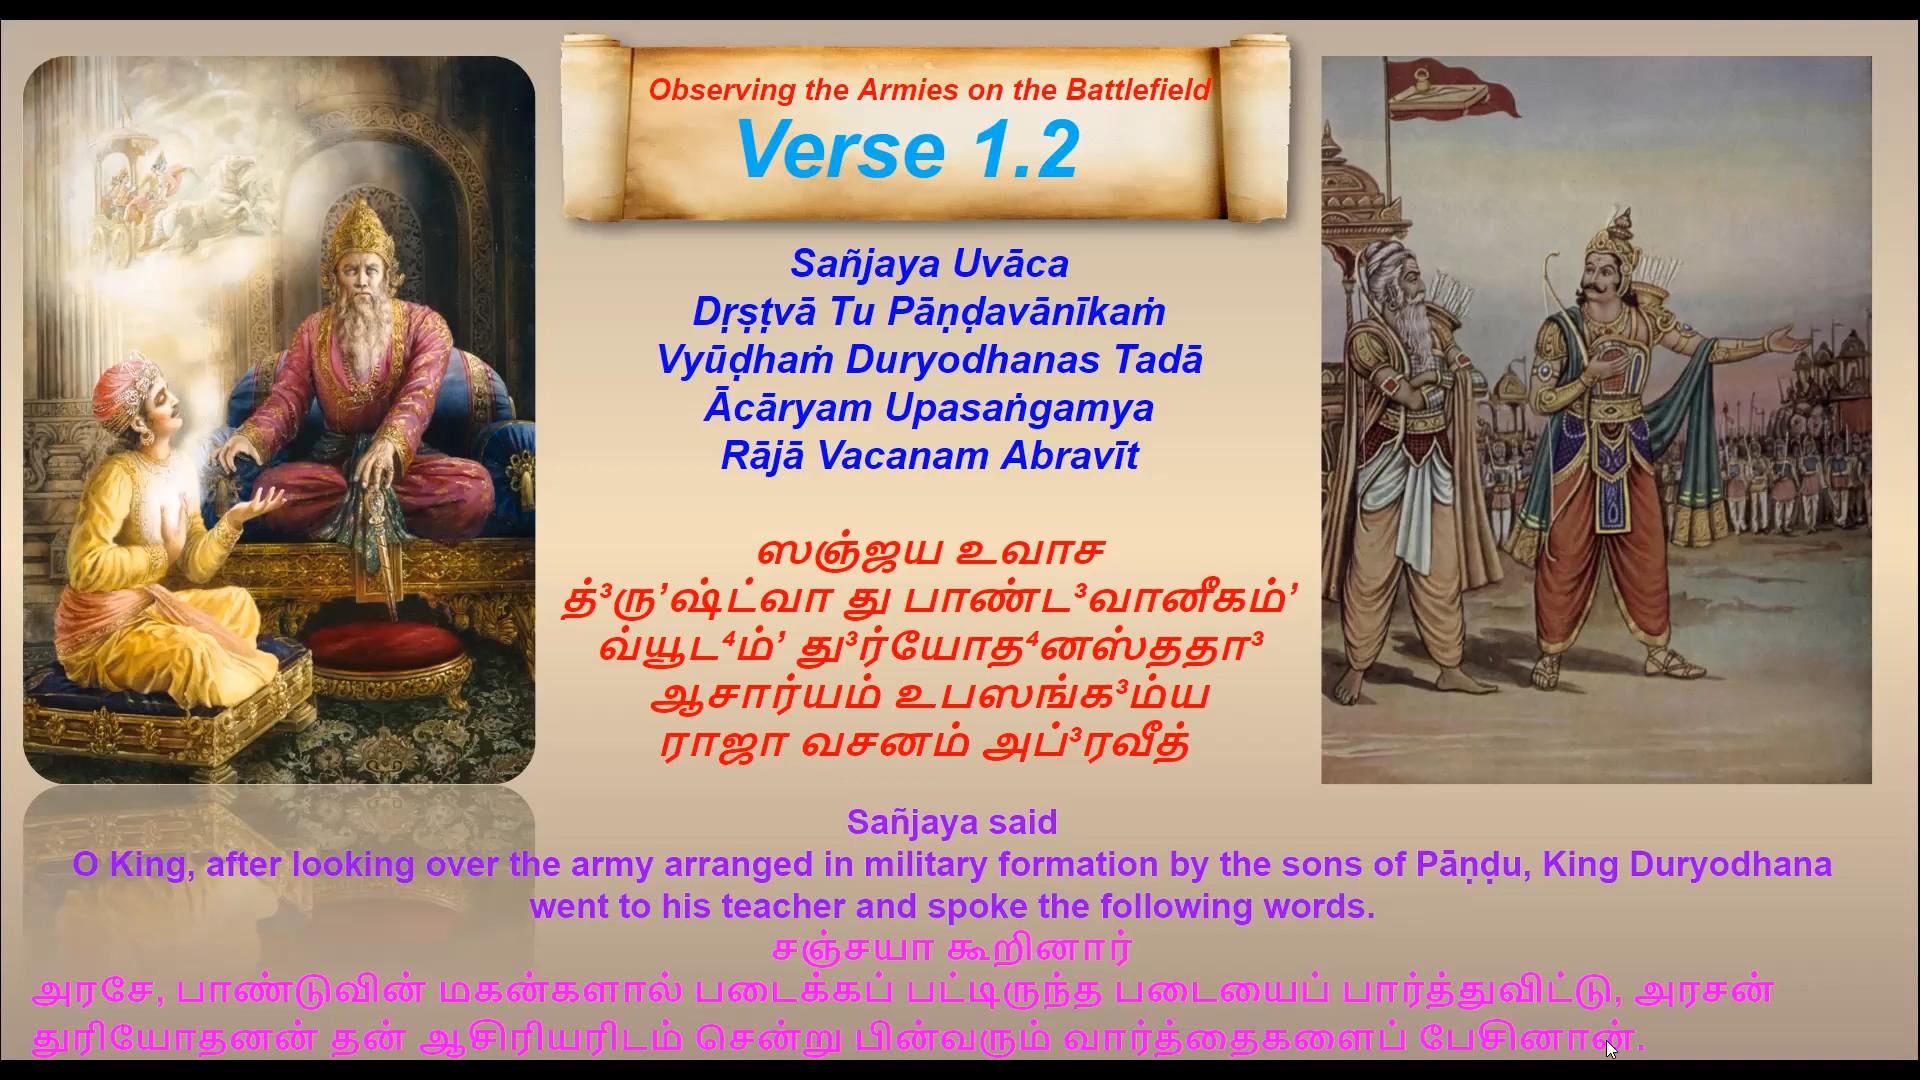 Observing the Armies on the Battlefield
Verse 1.2
Sañjaya Uvāca
Dṛṣṭvā Tu Pāṇḍavānīkaṁ
Vyūḍhaṁ Duryodhanas Tadā
Ācāryam Upasaṅgamya
Rājā Vacanam Abravīt
ஸஞ்ஜய உவாச
த்³ரு’ஷ்ட்வா து பாண்ட³வானீகம்’
வ்யூட⁴ம்’ து³ர்யோத⁴னஸ்ததா³
ஆசார்யம் உபஸங்க³ம்ய
ராஜா வசனம் அப்³ரவீத்
Sañjaya said
O King, after looking over the army arranged in military formation by the sons of Pāṇḍu, King Duryodhana
went to his teacher and spoke the following words.
சஞ்சயா கூறினார்
அரசே, பாண்டுவின் மகன்களால் படைக்கப் பட்டிருந்த படையைப் பார்த்துவிட்டு, அரசன்
துரியோதனன் தன் ஆசிரியரிடம் சென்று பின்வரும் வார்த்தைகளைப் பேசினான்.